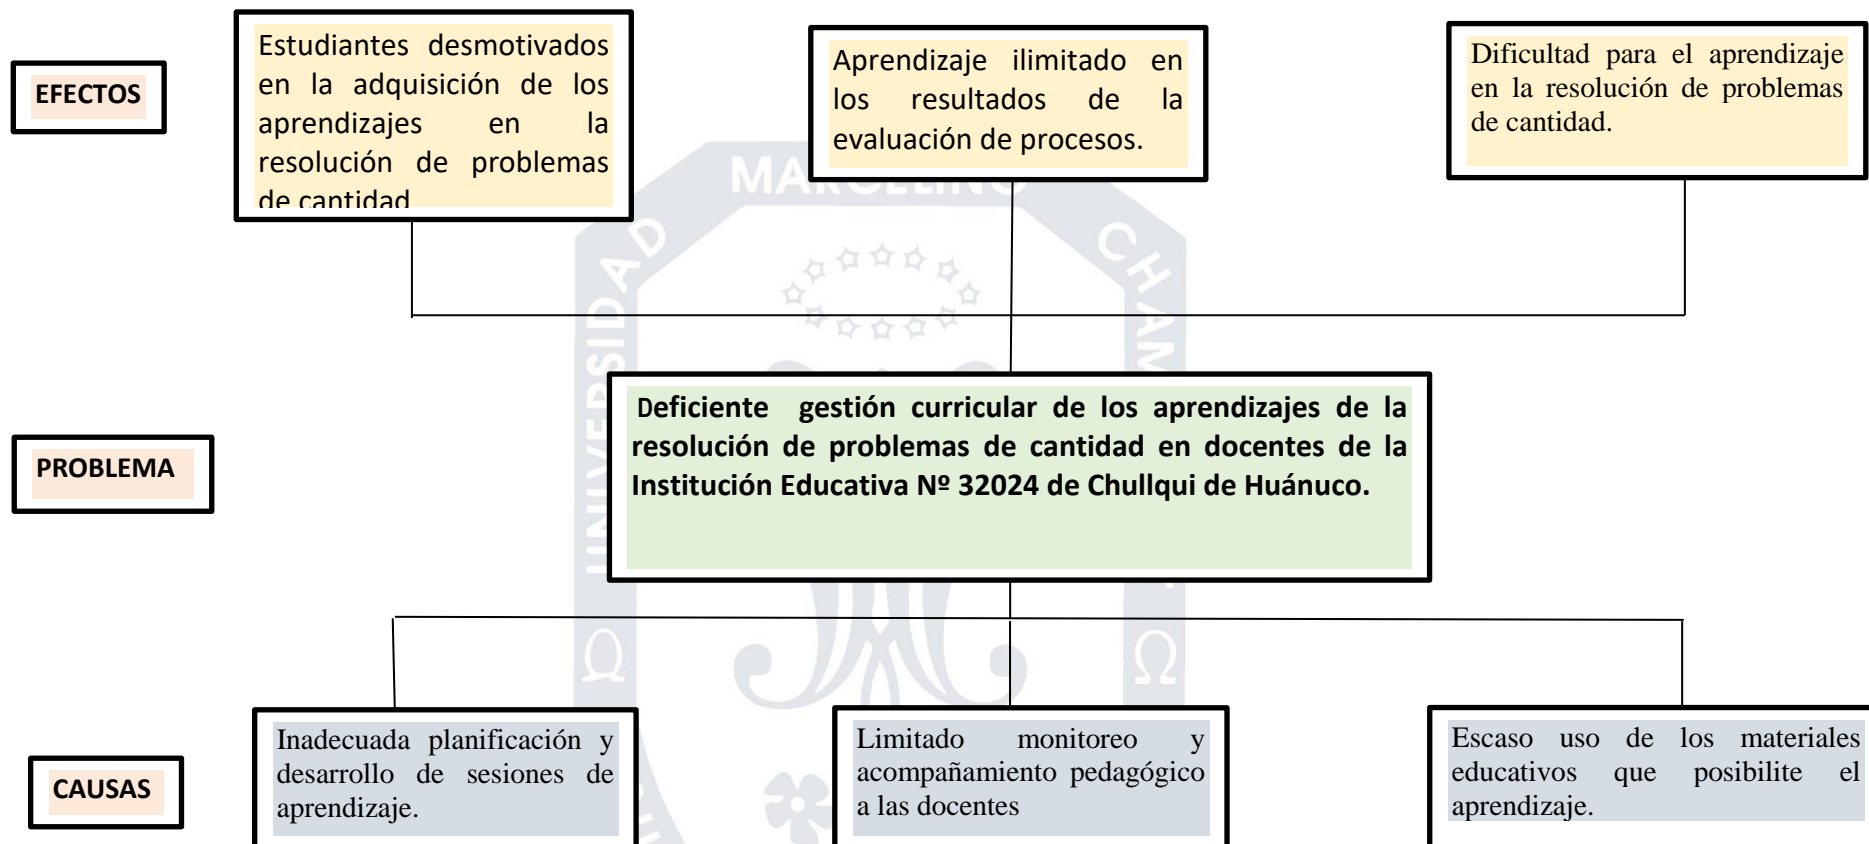 EFECTOS
Estudiantes desmotivados
en la adquisición de los
aprendizajes en la
resolución de problemas
de cantidad
Aprendizaje ilimitado en
los resultados de la
evaluación de procesos.
Dificultad para el aprendizaje
en la resolución de problemas
de cantidad.
PROBLEMA
Deficiente gestión curricular de los aprendizajes de la
resolución de problemas de cantidad en docentes de la
Institución Educativa Nº 32024 de Chullqui de Huánuco.
CAUSAS
Inadecuada planificación y
desarrollo de sesiones de
aprendizaje.
Limitado monitoreo y
acompañamiento pedagógico
a las docentes
Escaso uso de los materiales
educativos que posibilite el
aprendizaje.
UNIVERSIDAD
MARCELINO
Ω
Ω